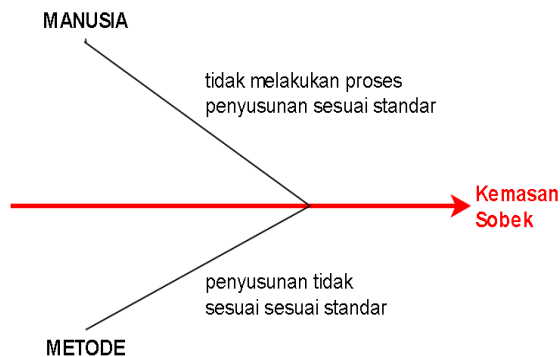 MANUSIA
tidak melakukan proses
penyusunan sesuai standar
Kemasan
Sobek
penyusunan tidak
sesuai sesuai standar
METODE